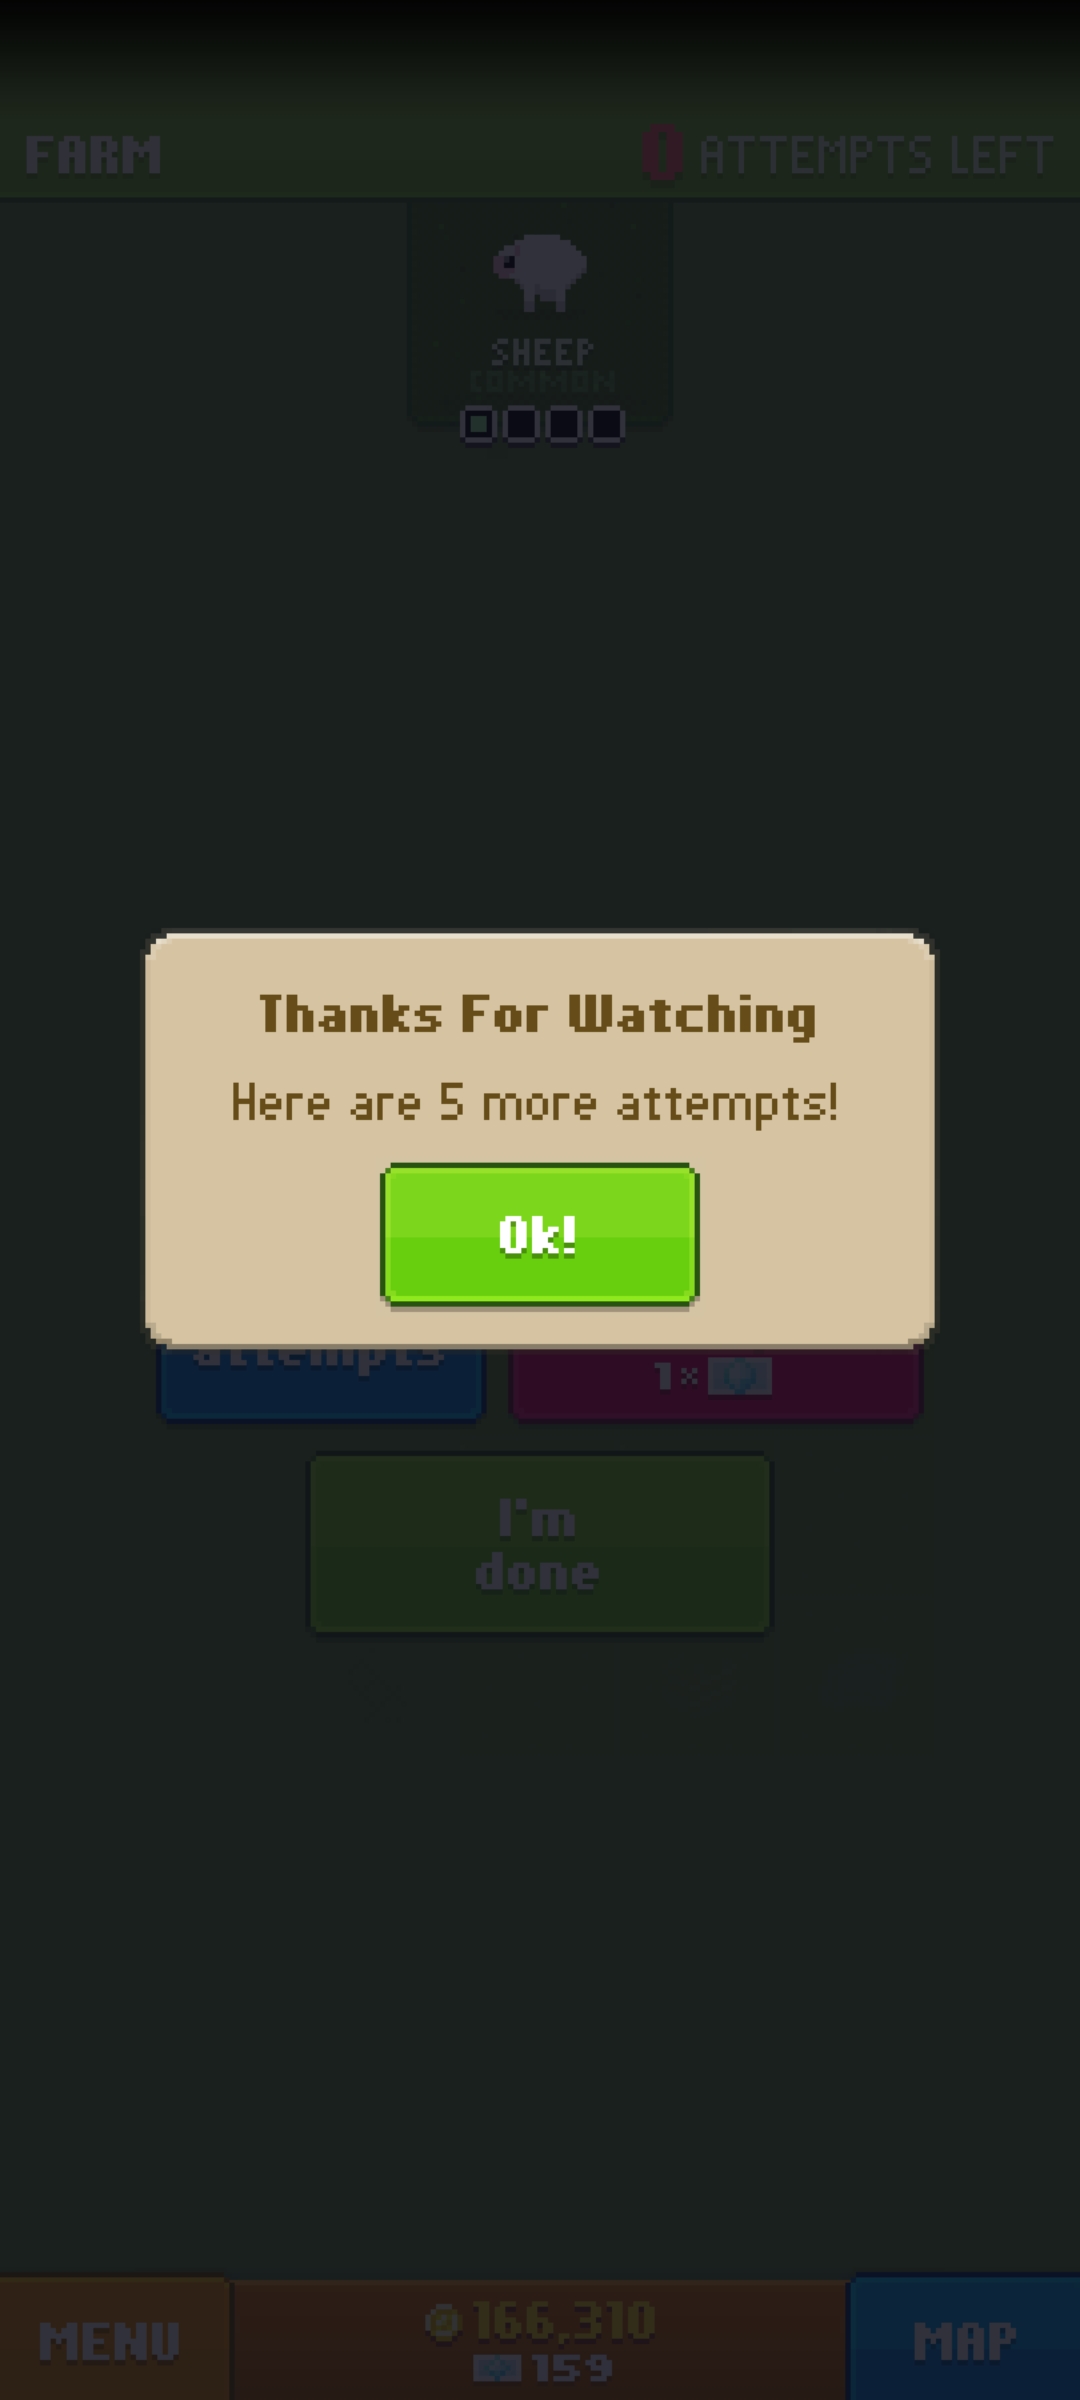 FARM
0 ATTEMPTS LEFT
SHEEP
COMMON
Thanks For Watching
Here are 5 more attempts!
Ok!
attempts
1×
I'm
done
MENU
166,310
159
MAP